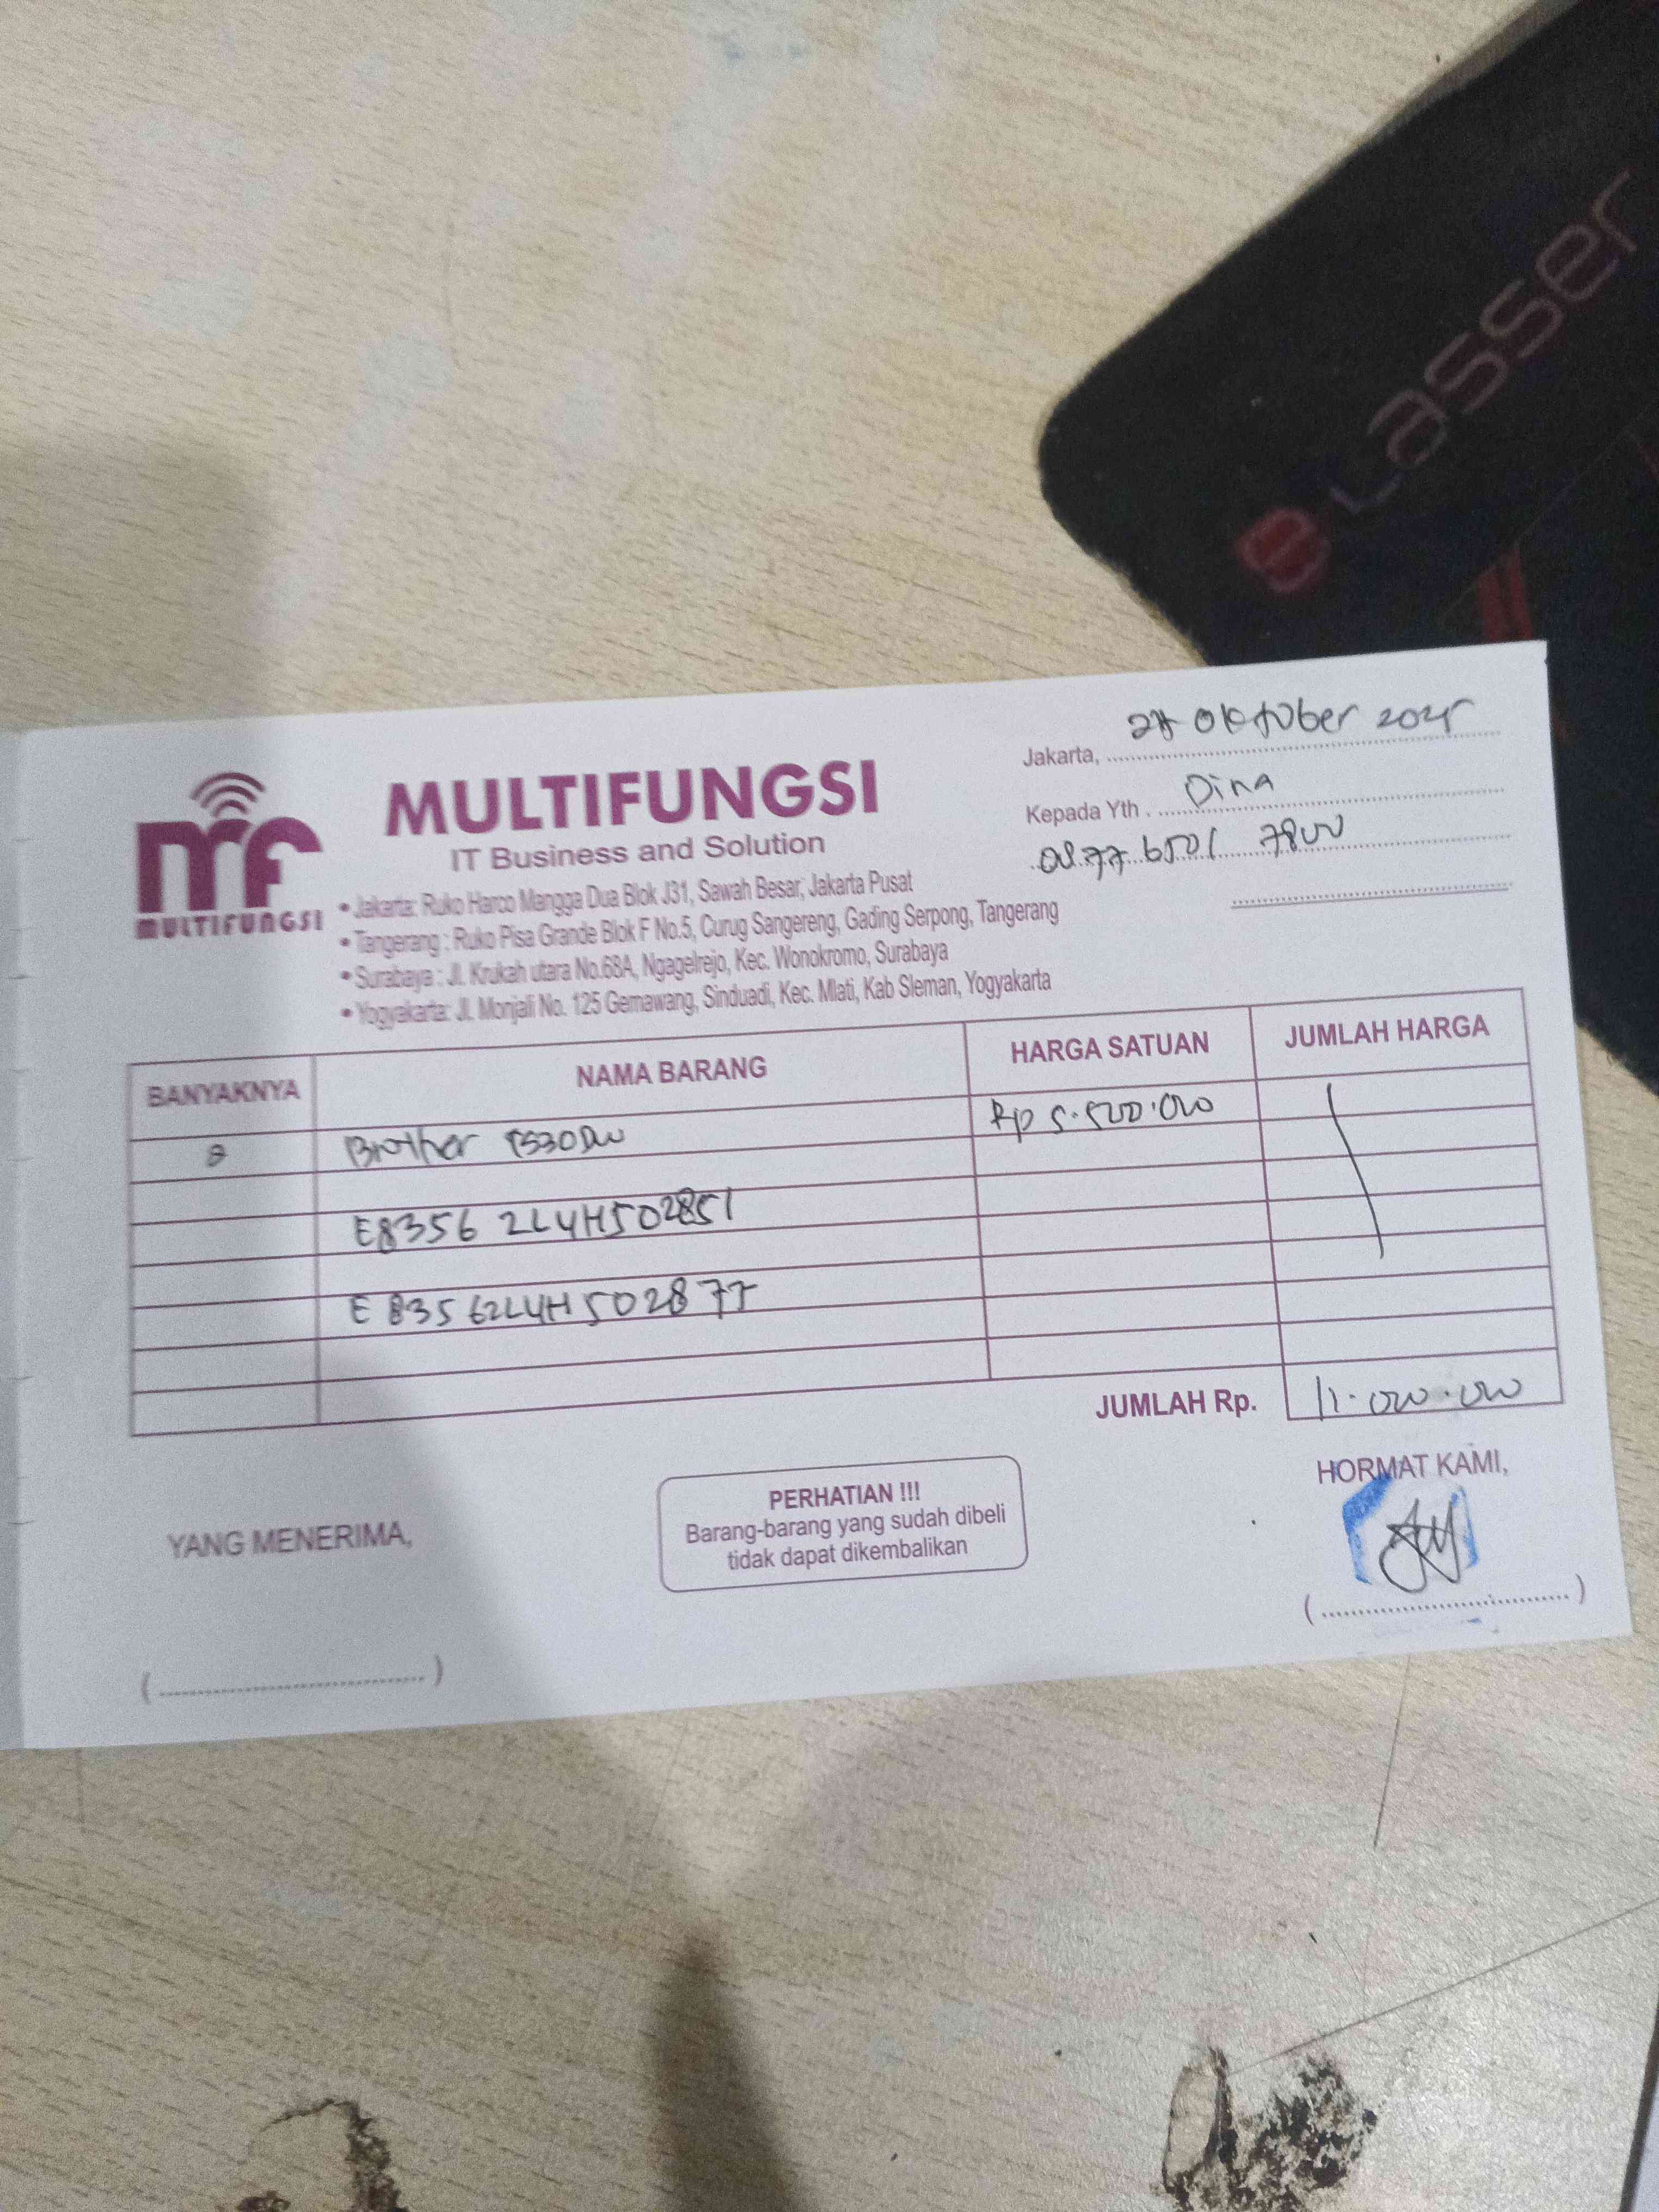 eLasser
Jakarta, Oktober 2025
Kepada Yth . Dina
0877 6501 7800
mf
MULTIFUNGSI
MULTIFUNGSI
IT Business and Solution
• Jakarta: Ruko Harco Mangga Dua Blok J31, Sawah Besar, Jakarta Pusat
• Tangerang : Ruko Pisa Grande Blok F No.5, Curug Sangereng, Gading Serpong, Tangerang
• Surabaya : Jl. Krukah utara No.68A, Ngagelrejo, Kec. Wonokromo, Surabaya
• Yogyakarta: Jl. Monjali No. 125 Gemawang, Sinduadi, Kec. Mlati, Kab Sleman, Yogyakarta
BANYAKNYA NAMA BARANG HARGA SATUAN JUMLAH HARGA
2 Brother Rp 5.500.000
E83562L4H502851
E83562L4H502877
JUMLAH Rp. 11.000.000
YANG MENERIMA,
PERHATIAN !!!
Barang-barang yang sudah dibeli
tidak dapat dikembalikan
HORMAT KAMI,